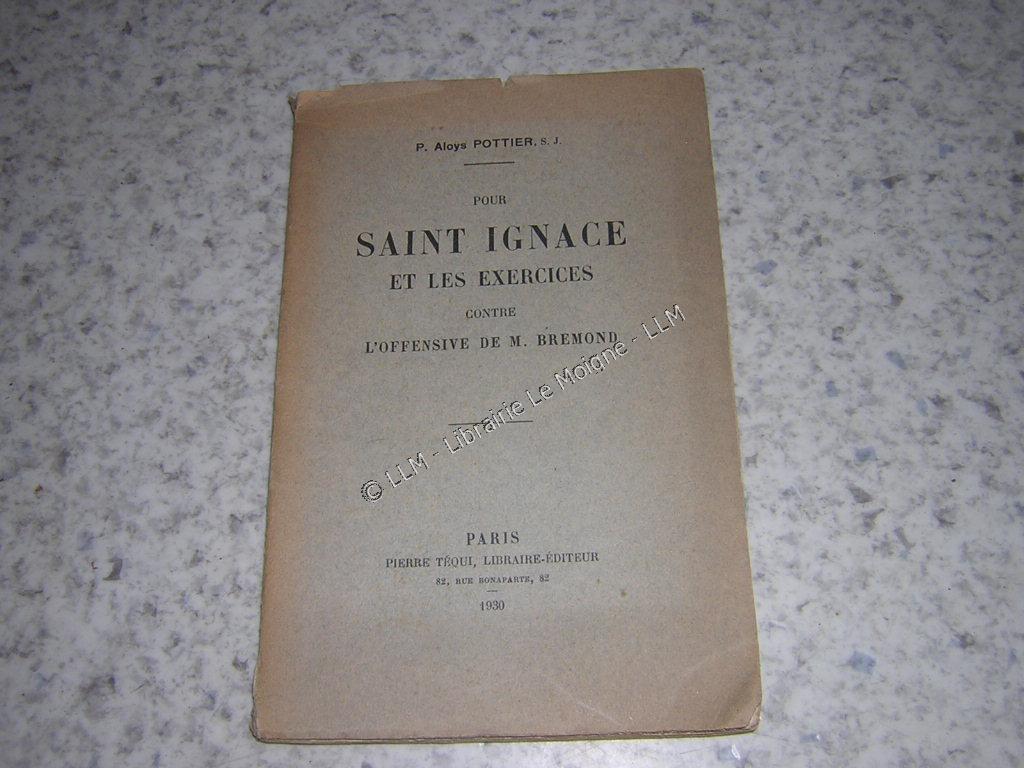 P. Aloys POTTIER, S. J.
POUR
SAINT IGNACE
ET LES EXERCICES
CONTRE
L'OFFENSIVE DE M. BREMOND
© LLM - Librairie Le Moigne - LLM
PARIS
PIERRE TÉQUI, LIBRAIRE-ÉDITEUR
82, RUE BONAPARTE, 82
1930